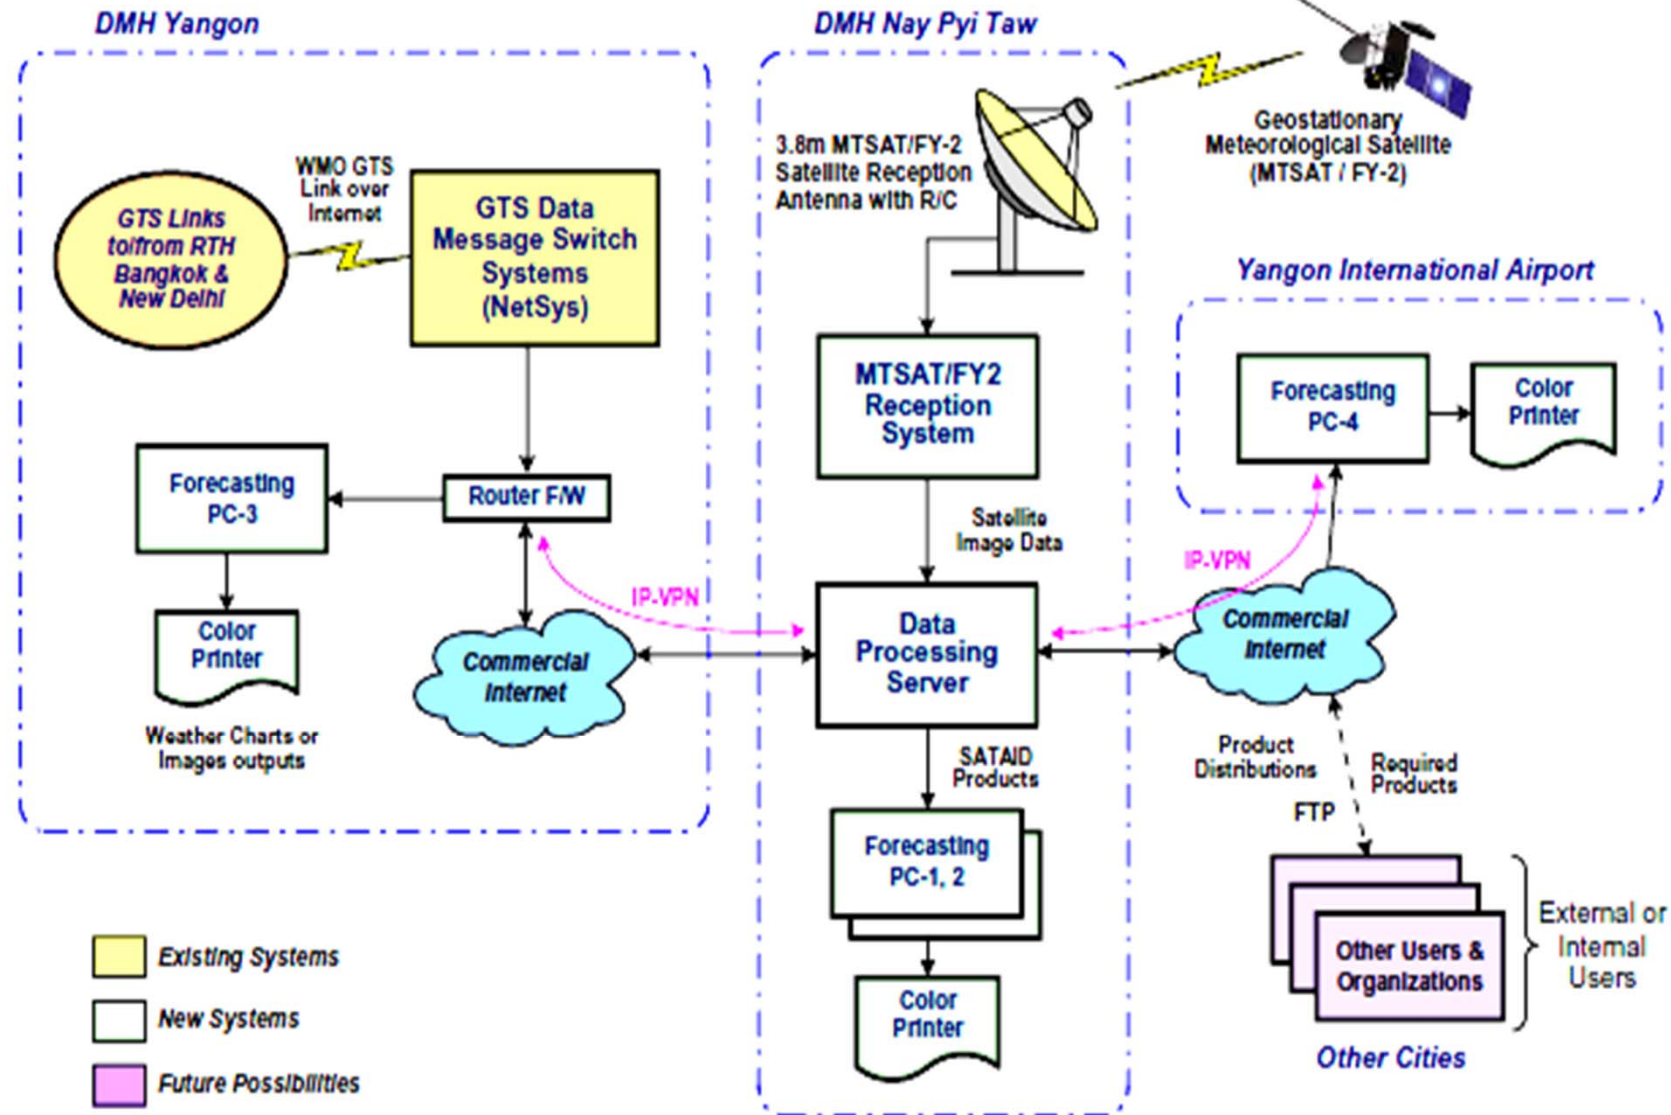 DMH Yangon
GTS Links
to/from RTH
Bangkok &
New Delhi
WMO GTS
Link over
Internet
GTS Data
Message Switch
Systems
(NetSys)
Forecasting
PC-3
Router F/W
Color
Printer
Weather Charts or
Images outputs
Commercial
Internet
IP-VPN
DMH Nay Pyi Taw
3.8m MTSAT/FY-2
Satellite Reception
Antenna with R/C
MTSAT/FY2
Reception
System
Satellite
Image Data
Data
Processing
Server
SATAID
Products
Forecasting
PC-1, 2
Color
Printer
Geostationary
Meteorological Satellite
(MTSAT / FY-2)
Yangon International Airport
Forecasting
PC-4
Color
Printer
IP-VPN
Commercial
Internet
Product
Distributions
FTP
Required
Products
Other Users &
Organizations
External or
Internal
Users
Other Cities
Existing Systems
New Systems
Future Possibilities